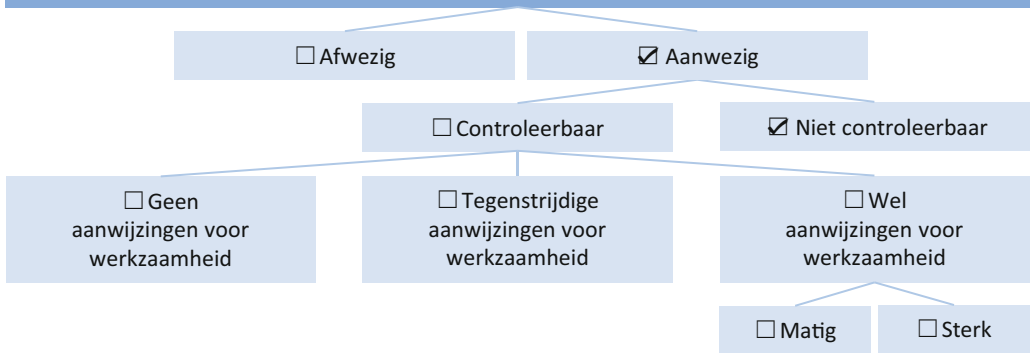 ☐ Afwezig
☑ Aanwezig
☐ Controleerbaar
☑ Niet controleerbaar
☐ Geen
aanwijzingen voor
werkzaamheid
☐ Tegenstrijdige
aanwijzingen voor
werkzaamheid
☐ Wel
aanwijzingen voor
werkzaamheid
☐ Matig
☐ Sterk